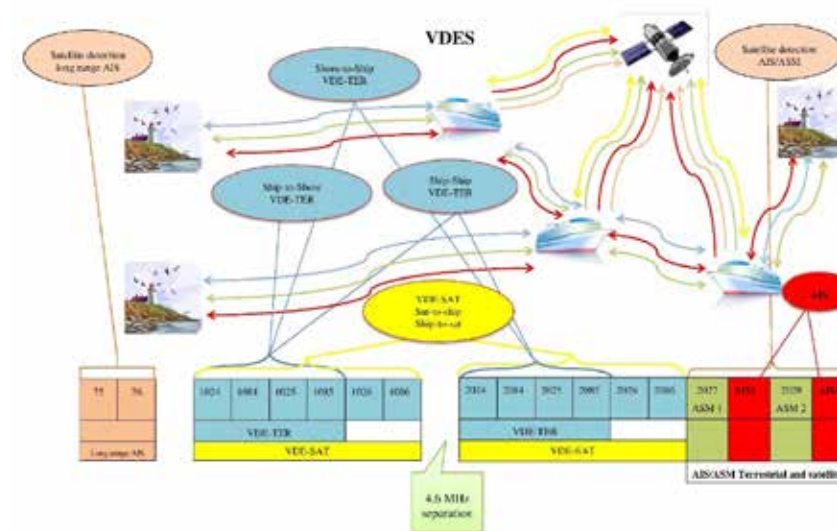 VDES
Satellite detection
long range AIS
Satellite detection
AIS/ASM
Shore-to-Ship
VDE-TER
Ship-to-Shore
VDE-TER
Ship-Ship
VDE-TER
VDE-SAT
Sat-to-ship
Ship-to-sat
AIS
75 76
1024 1084 1025 1085 1026 1086
2024 2084 2025 2085 2026 2086 2027 2028
ASM 1 ASM 2
VDE-TER
VDE-TER
Long range AIS
VDE-SAT
VDE-SAT
AIS/ASM Terrestrial and
4.6 MHz
separation